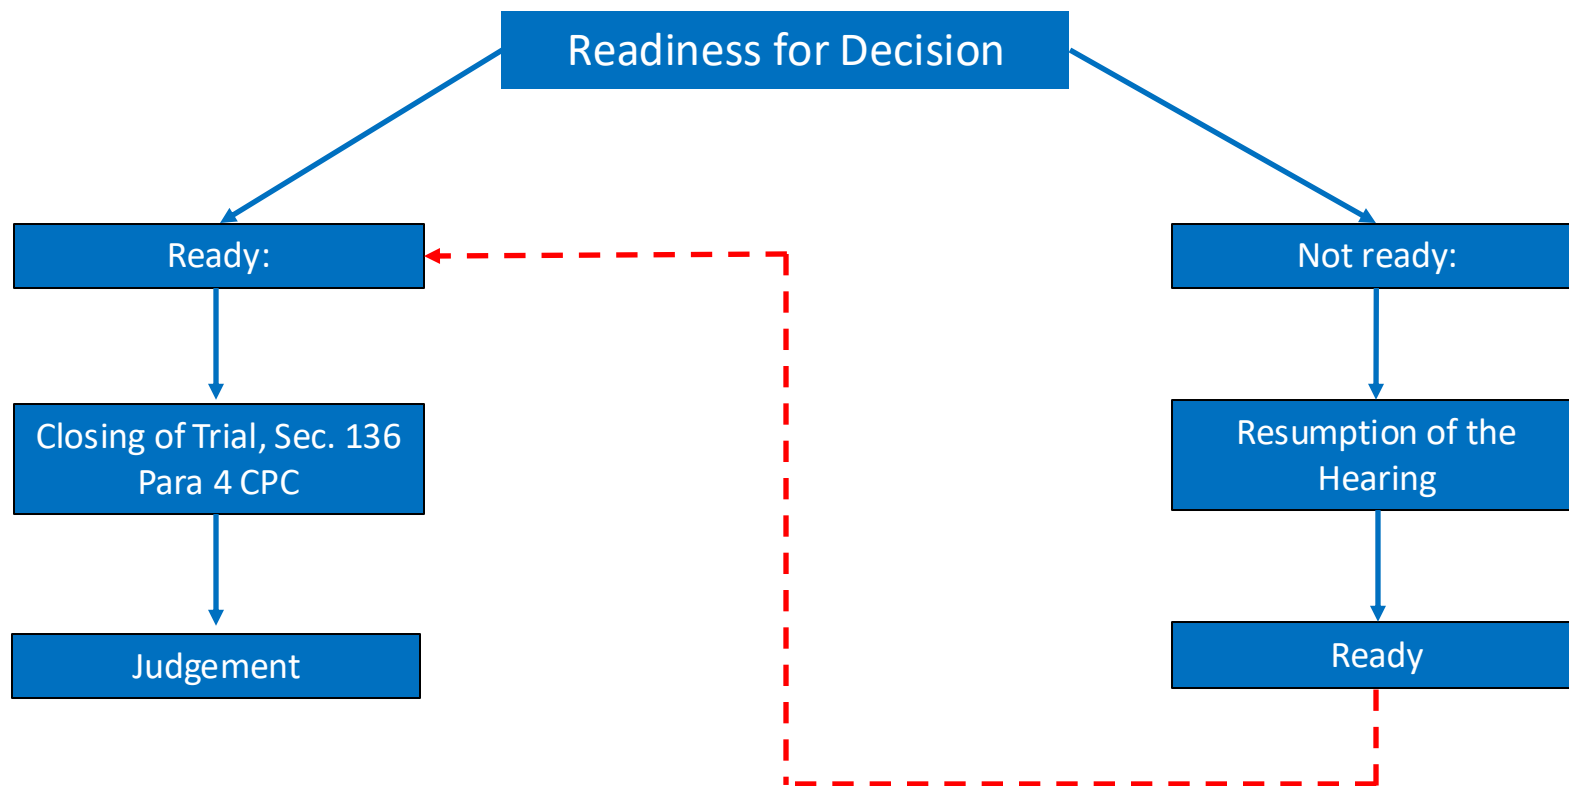 Readiness for Decision
Ready:
Not ready:
Closing of Trial, Sec. 136
Para 4 CPC
Resumption of the
Hearing
Judgement
Ready